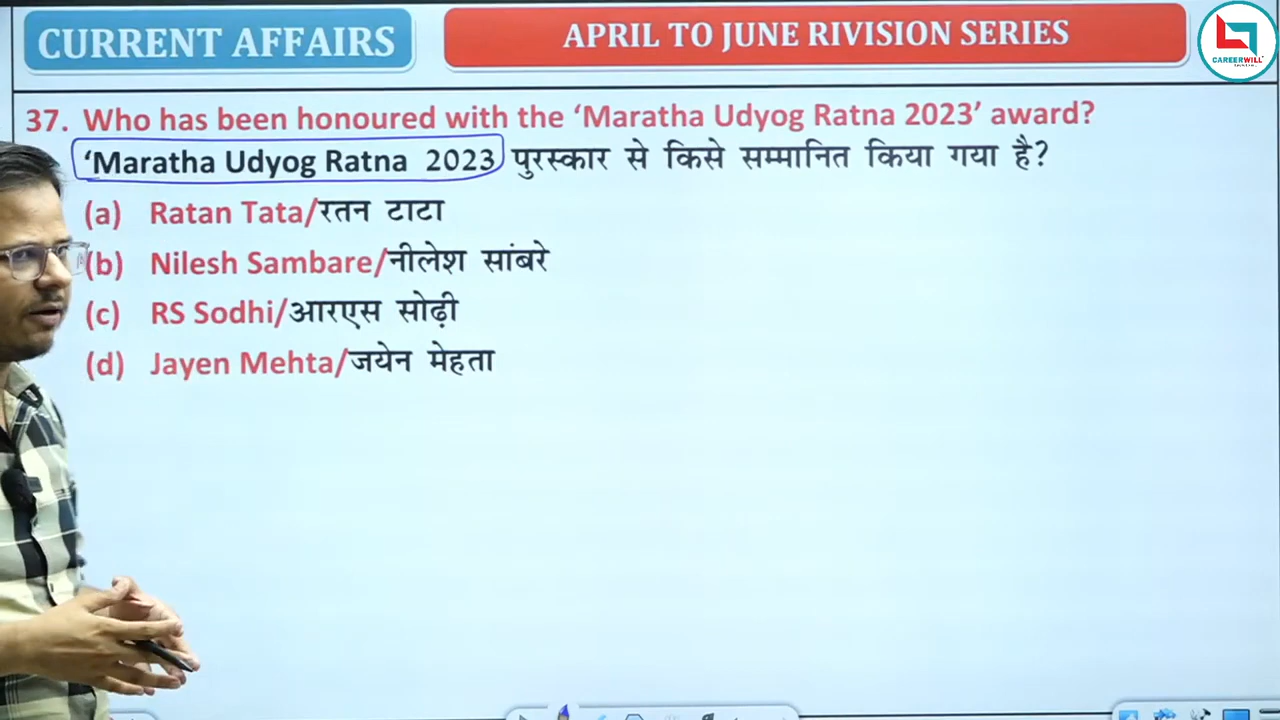 CURRENT AFFAIRS
APRIL TO JUNE RIVISION SERIES
CAREERWILL
37. Who has been honoured with the ‘Maratha Udyog Ratna 2023’ award?
‘Maratha Udyog Ratna 2023 पुरस्कार से किसे सम्मानित किया गया है?
(a) Ratan Tata/रतन टाटा
(b) Nilesh Sambare/नीलेश सांबरे
(c) RS Sodhi/आरएस सोढ़ी
(d) Jayen Mehta/जयेन मेहता